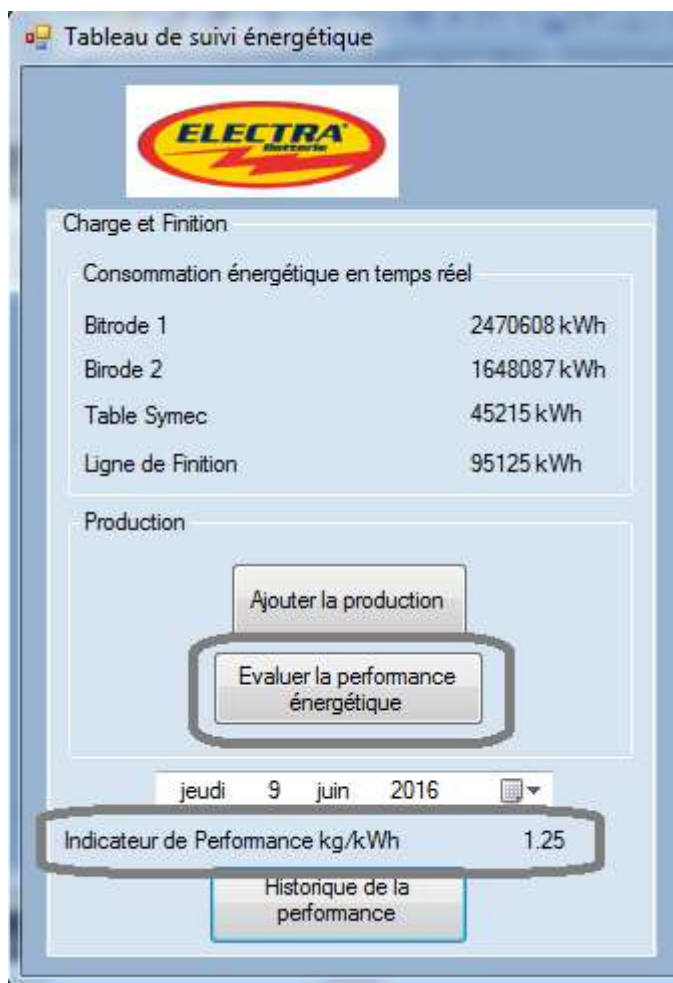 Tableau de suivi énergétique
ELECTRA
Batterie
Charge et Finition
Consommation énergétique en temps réel
Bitrode 1 2470608 kWh
Birode 2 1648087 kWh
Table Symec 45215 kWh
Ligne de Finition 95125 kWh
Production
Ajouter la production
Evaluer la performance
énergétique
jeudi 9 juin 2016
Indicateur de Performance kg/kWh 1.25
Historique de la
performance